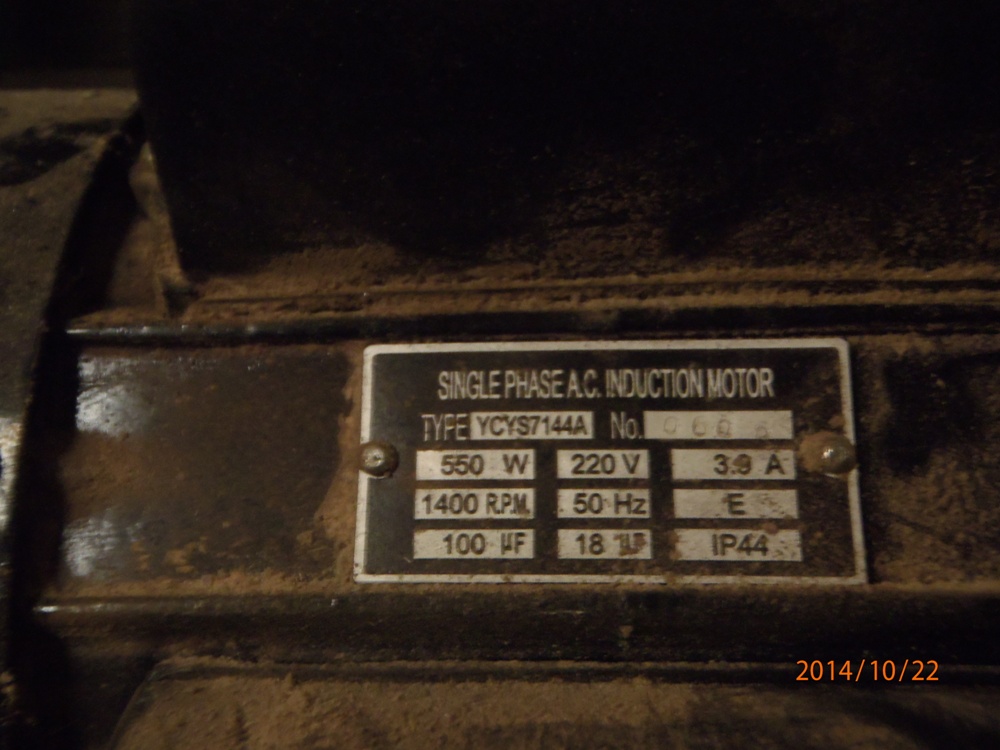 SINGLE PHASE A.C. INDUCTION MOTOR
TYPE YCYS7144A No.
550 W 220 V 3.9 A
1400 R.P.M. 50 Hz E
100 µF 18 µF IP44
2014/10/22